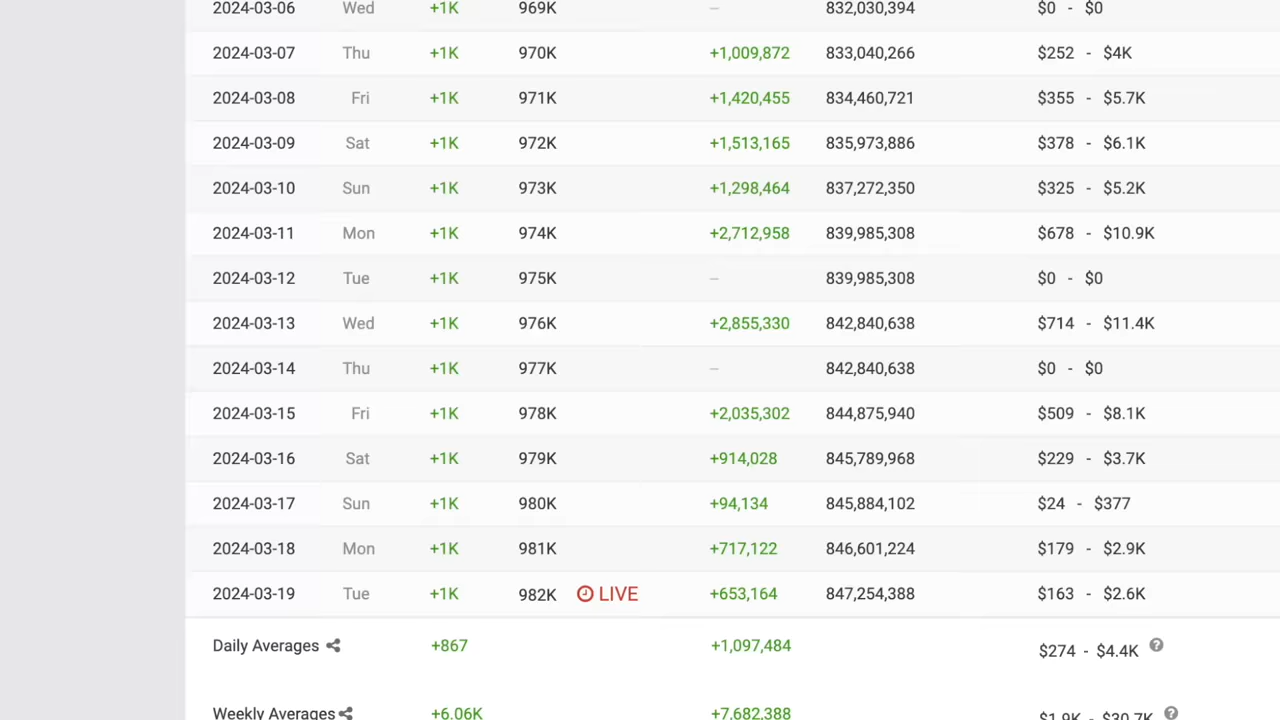 2024-03-06 Wed +1K 969K – 832,030,394 $0 - $0
2024-03-07 Thu +1K 970K +1,009,872 833,040,266 $252 - $4K
2024-03-08 Fri +1K 971K +1,420,455 834,460,721 $355 - $5.7K
2024-03-09 Sat +1K 972K +1,513,165 835,973,886 $378 - $6.1K
2024-03-10 Sun +1K 973K +1,298,464 837,272,350 $325 - $5.2K
2024-03-11 Mon +1K 974K +2,712,958 839,985,308 $678 - $10.9K
2024-03-12 Tue +1K 975K – 839,985,308 $0 - $0
2024-03-13 Wed +1K 976K +2,855,330 842,840,638 $714 - $11.4K
2024-03-14 Thu +1K 977K – 842,840,638 $0 - $0
2024-03-15 Fri +1K 978K +2,035,302 844,875,940 $509 - $8.1K
2024-03-16 Sat +1K 979K +914,028 845,789,968 $229 - $3.7K
2024-03-17 Sun +1K 980K +94,134 845,884,102 $24 - $377
2024-03-18 Mon +1K 981K +717,122 846,601,224 $179 - $2.9K
2024-03-19 Tue +1K 982K LIVE +653,164 847,254,388 $163 - $2.6K
Daily Averages +867 +1,097,484 $274 - $4.4K ?
Weekly Averages +6.06K +7,682,388 $1.9K - $30.7K ?